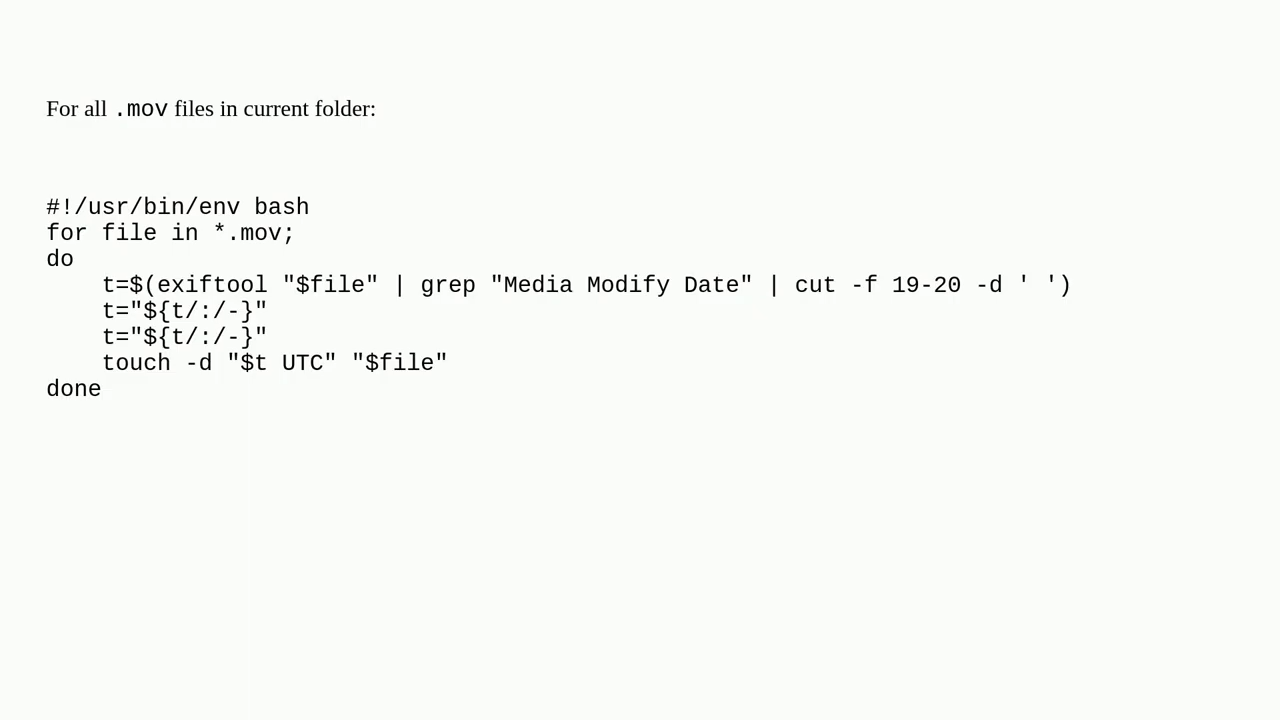 For all .mov files in current folder:
#!/usr/bin/env bash
for file in *.mov;
do
    t=$(exiftool "$file" | grep "Media Modify Date" | cut -f 19-20 -d ' ')
    t="${t/:/-}"
    t="${t/:/-}"
    touch -d "$t UTC" "$file"
done